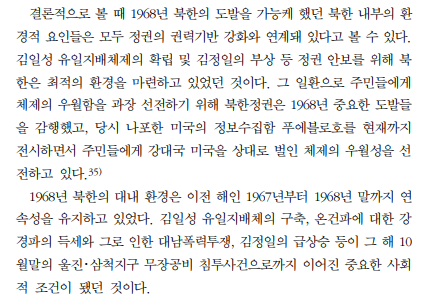 결론적으로 볼 때 1968년 북한의 도발을 가능케 했던 북한 내부의 환
경적 요인들은 모두 정권의 권력기반 강화와 연계돼 있다고 볼 수 있다.
김일성 유일지배체제의 확립 및 김정일의 부상 등 정권 안보를 위해 북
한은 최적의 환경을 마련하고 있었던 것이다. 그 일환으로 주민들에게
체제의 우월함을 과장 선전하기 위해 북한정권은 1968년 중요한 도발들
을 감행했고, 당시 나포한 미국의 정보수집함 푸에블로호를 현재까지
전시하면서 주민들에게 강대국 미국을 상대로 벌인 체제의 우월성을 선
전하고 있다.35)
1968년 북한의 대내 환경은 이전 해인 1967년부터 1968년 말까지 연
속성을 유지하고 있었다. 김일성 유일지배체의 구축, 온건파에 대한 강
경파의 득세와 그로 인한 대남폭력투쟁, 김정일의 급상승 등이 그 해 10
월말의 울진·삼척지구 무장공비 침투사건으로까지 이어진 중요한 사회
적 조건이 됐던 것이다.